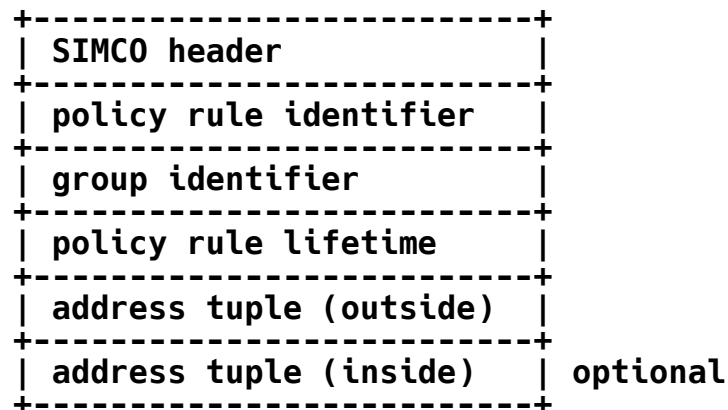 +--------------------------+
| SIMCO header             |
+--------------------------+
| policy rule identifier   |
+--------------------------+
| group identifier         |
+--------------------------+
| policy rule lifetime     |
+--------------------------+
| address tuple (outside)  |
+--------------------------+
| address tuple (inside)   | optional
+--------------------------+